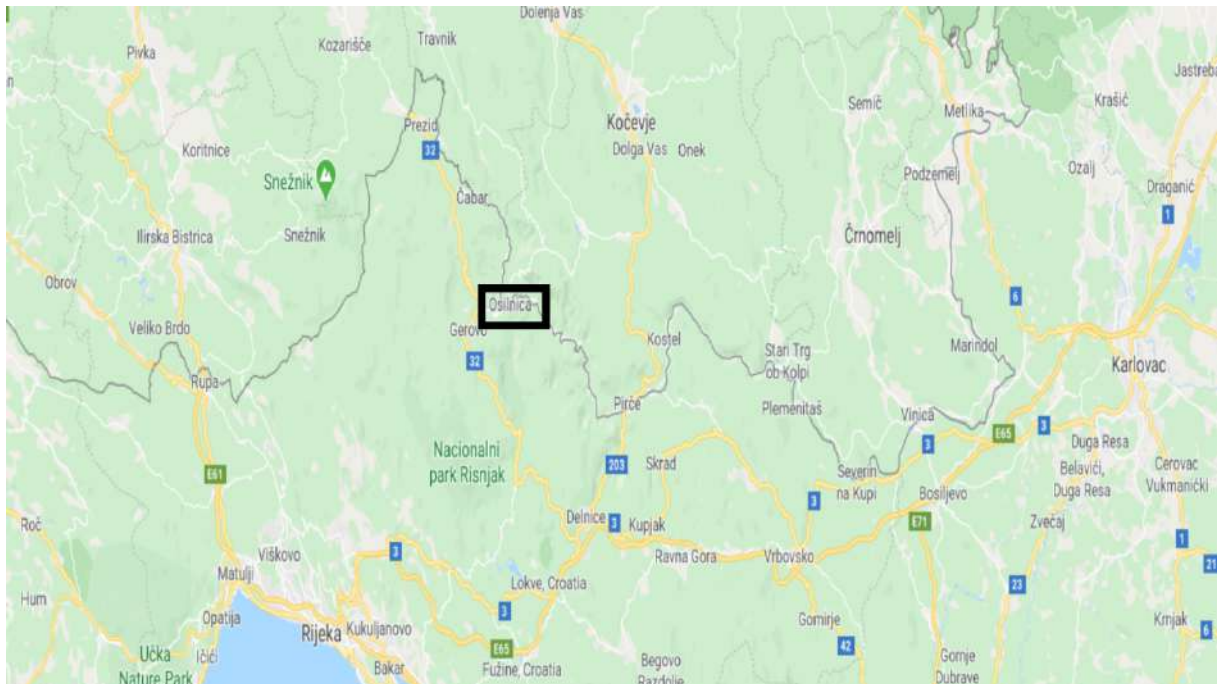 Dolenja Vas
Travnik
Kozarišče
Pivka
Jastreba
Semič
Krašić
Metlika
Prezid
Kočevje
32
Koritnice
Dolga Vas
Onek
Ozalj
Podzemelj
Snežnik
Draganić
Čabar
1
Ilirska Bistrica
Snežnik
Črnomelj
Obrov
6
Osilnica
Veliko Brdo
Gerovo
Kostel
Stari Trg
ob Kolpi
Marindol
32
Karlovac
Rupa
Pirče
Plemenitaš
Vinica
E65
3
3
Duga Resa
Nacionalni
park Risnjak
E61
203
Skrad
Severin
na Kupi
Belavići,
Duga Resa
Cerovac
Vukmanički
3
Bosiljevo
Roč
Delnice
3
Kupjak
E71
Zvečaj
Viškovo
3
Ravna Gora
Vrbovsko
1
21
Matulji
Lokve, Croatia
23
Hum
3
Opatija
Rijeka
Kukuljanovo
Gomirje
Krnjak
6
Učka
Nature Park
Ičići
E65
42
Bakar
Fužine, Croatia
Begovo
Razdolje
Gornje
Dubrave